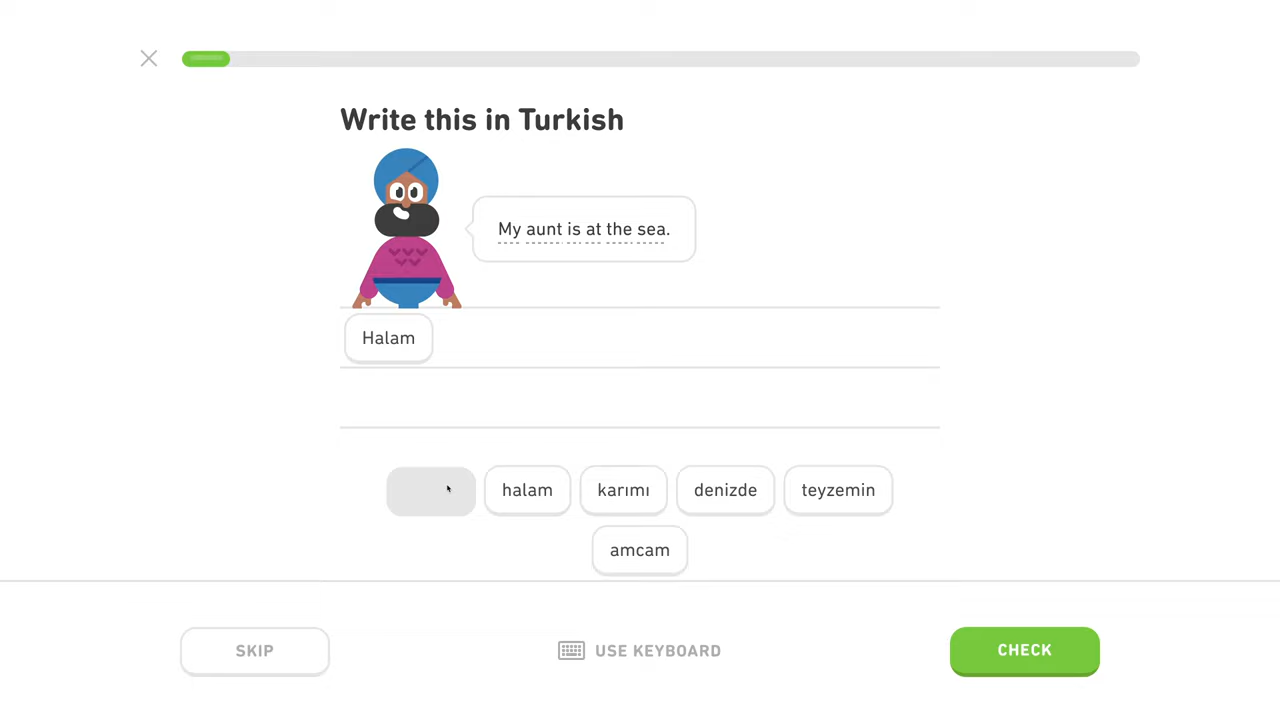 Write this in Turkish
My aunt is at the sea.
Halam
halam karımı denizde teyzemin
amcam
SKIP USE KEYBOARD CHECK